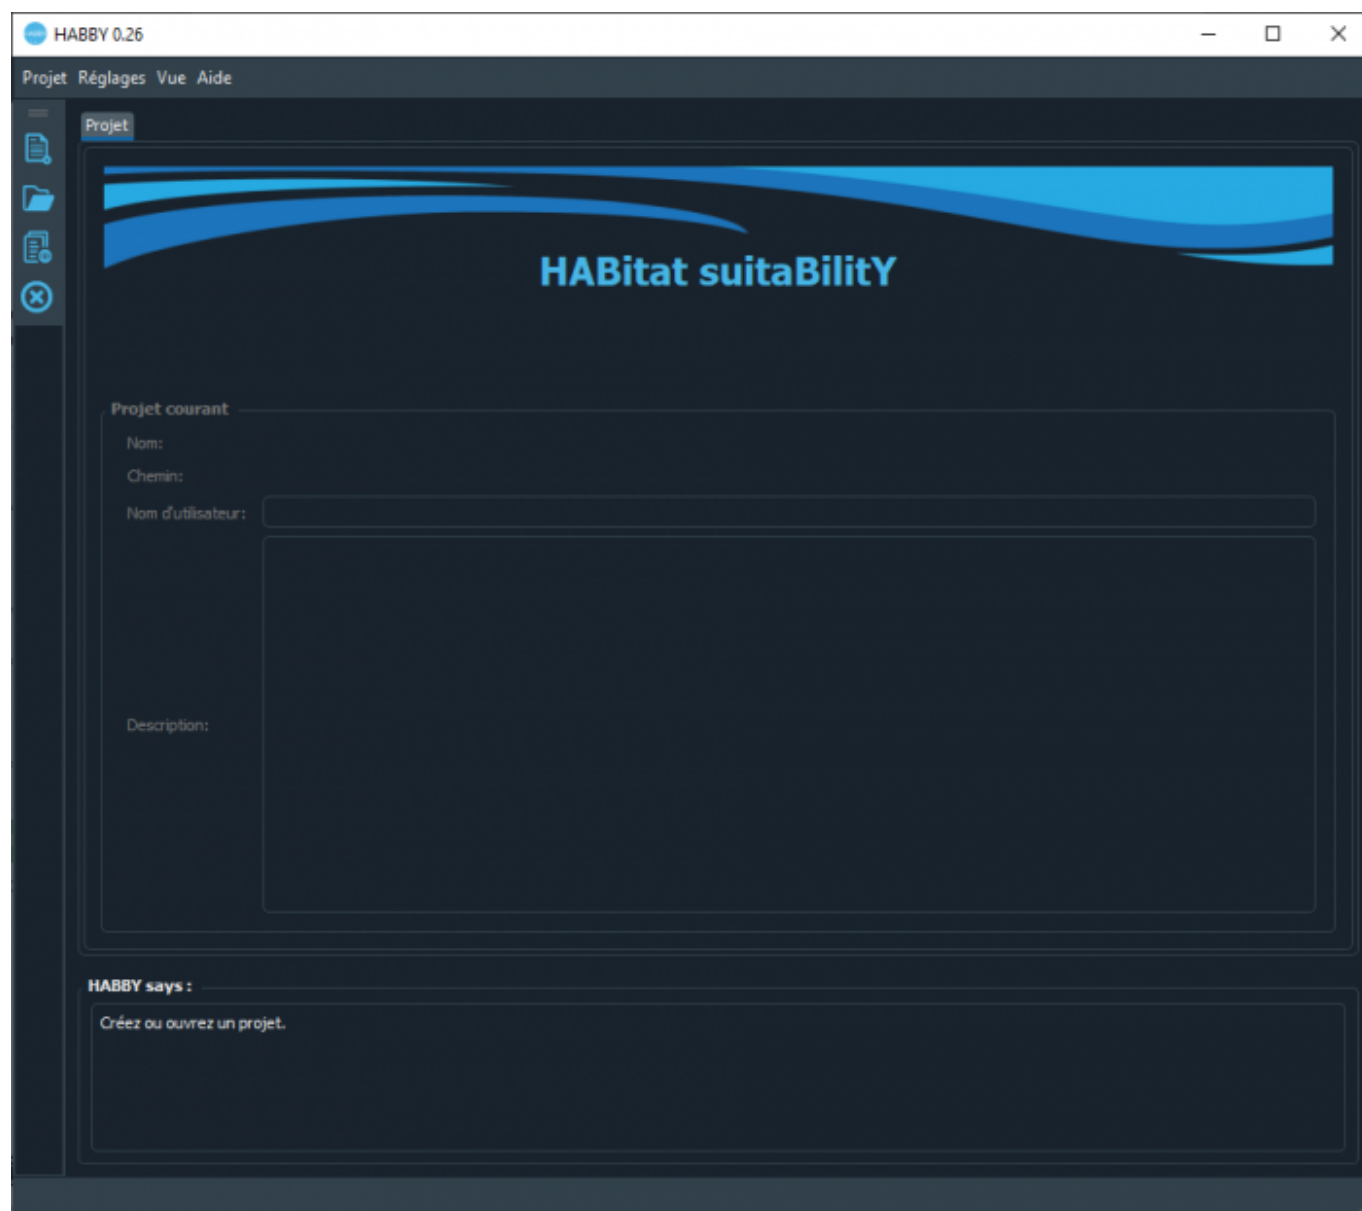 HABBY 0.26
Projet Réglages Vue Aide
Projet
HABitat suitaBilitY
Projet courant
Nom:
Chemin:
Nom d'utilisateur:
Description:
HABBY says :
Créez ou ouvrez un projet.